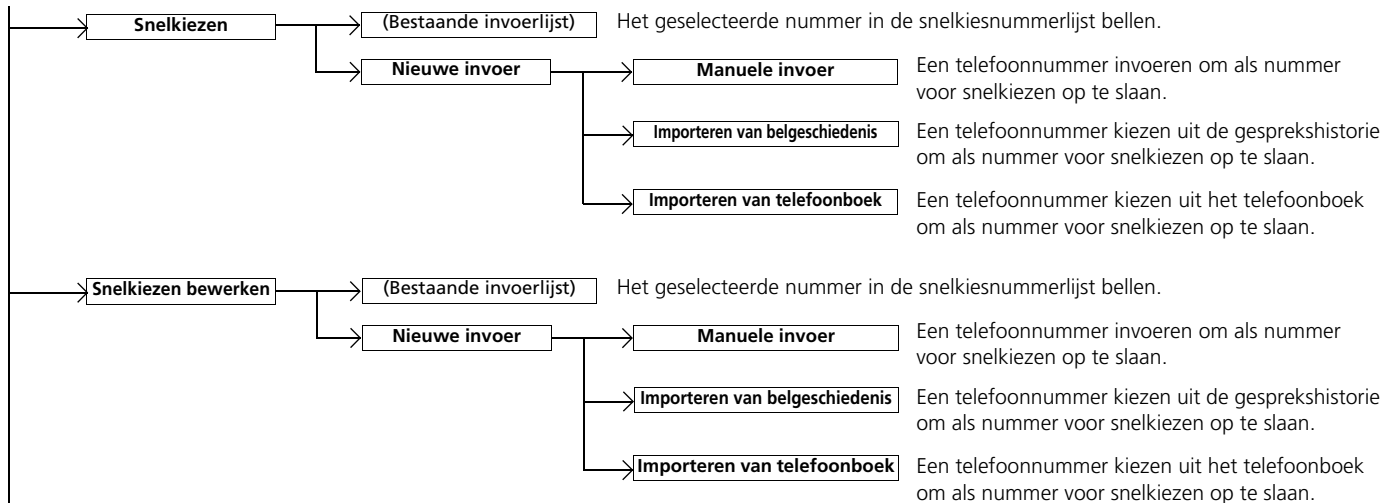 Snelkiezen
(Bestaande invoerlijst)
Het geselecteerde nummer in de snelkiesnummerlijst bellen.
Nieuwe invoer
Manuele invoer
Een telefoonnummer invoeren om als nummer
voor snelkiezen op te slaan.
Importeren van belgeschiedenis
Een telefoonnummer kiezen uit de gesprekshistorie
om als nummer voor snelkiezen op te slaan.
Importeren van telefoonboek
Een telefoonnummer kiezen uit het telefoonboek
om als nummer voor snelkiezen op te slaan.
Snelkiezen bewerken
(Bestaande invoerlijst)
Het geselecteerde nummer in de snelkiesnummerlijst bellen.
Nieuwe invoer
Manuele invoer
Een telefoonnummer invoeren om als nummer
voor snelkiezen op te slaan.
Importeren van belgeschiedenis
Een telefoonnummer kiezen uit de gesprekshistorie
om als nummer voor snelkiezen op te slaan.
Importeren van telefoonboek
Een telefoonnummer kiezen uit het telefoonboek
om als nummer voor snelkiezen op te slaan.